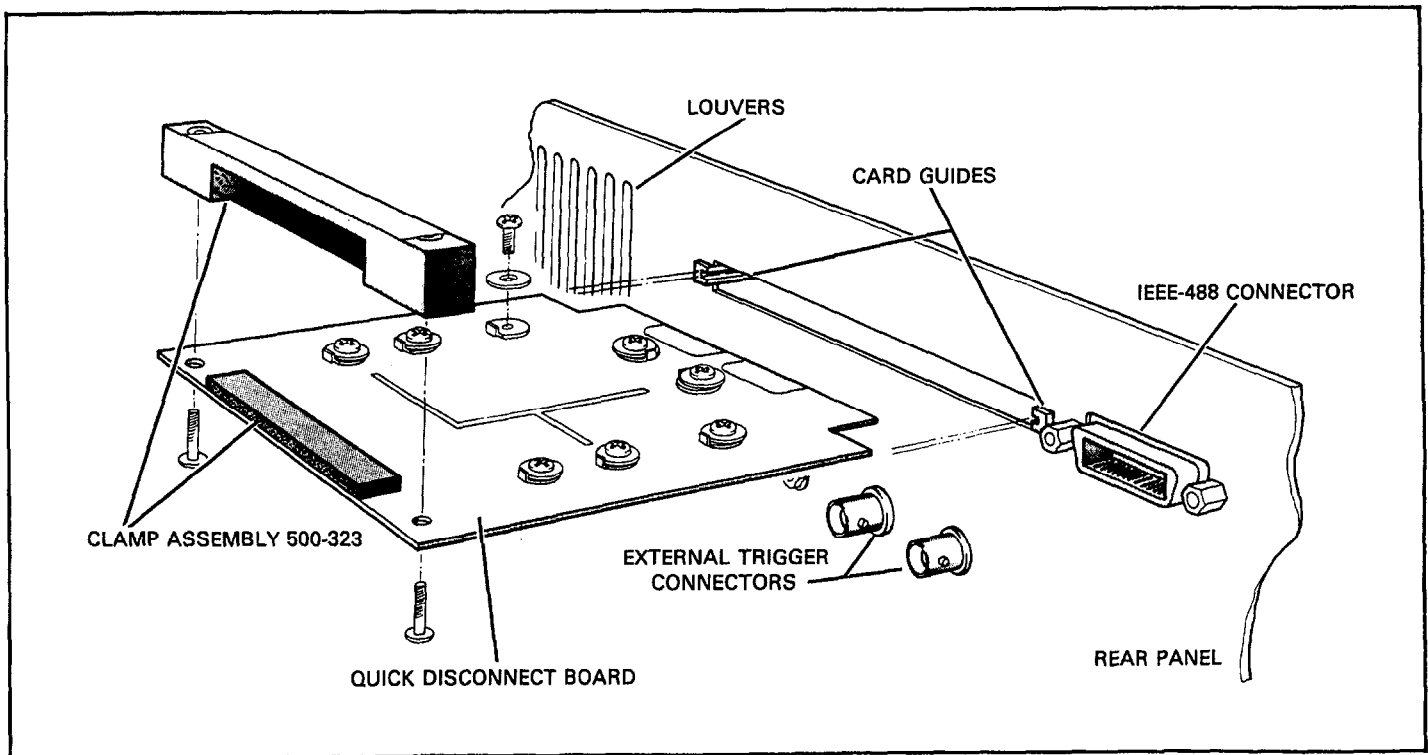 LOUVERS
CARD GUIDES
IEEE-488 CONNECTOR
CLAMP ASSEMBLY 500-323
EXTERNAL TRIGGER
CONNECTORS
QUICK DISCONNECT BOARD
REAR PANEL